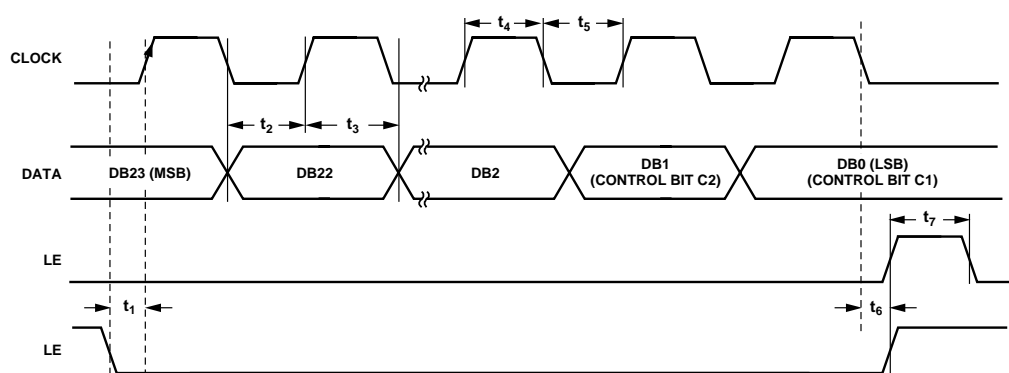 t4
t5
CLOCK
t2
t3
DATA
DB23 (MSB)
DB22
DB2
DB1
(CONTROL BIT C2)
DB0 (LSB)
(CONTROL BIT C1)
t7
LE
t1
t6
LE